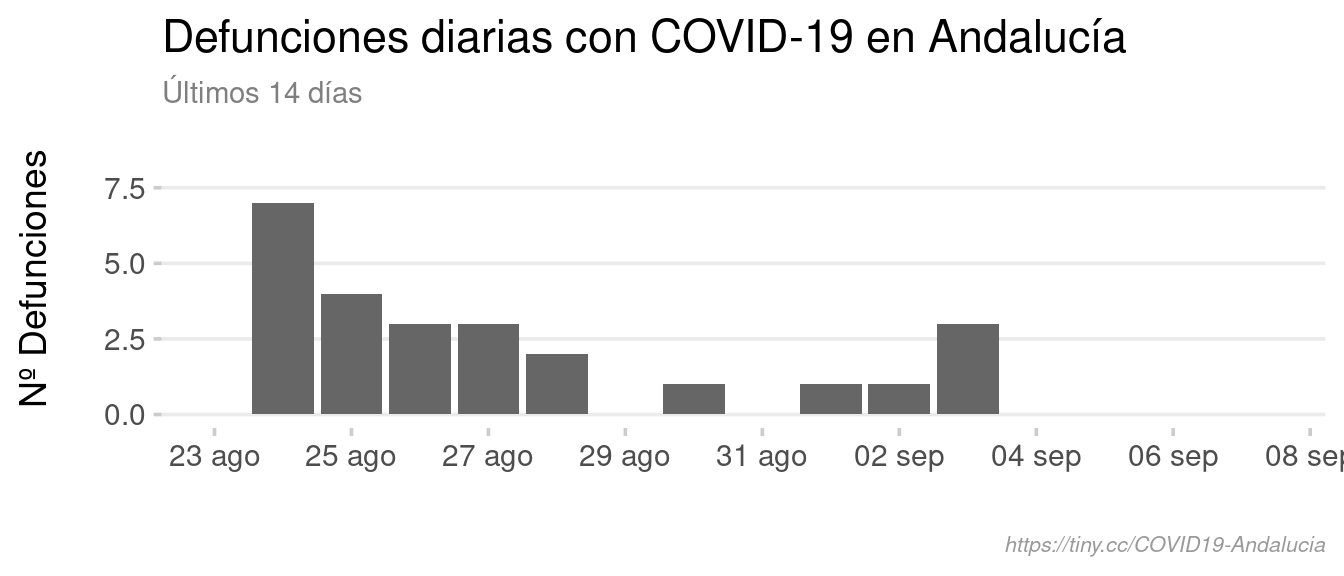 Defunciones diarias con COVID-19 en Andalucía
Últimos 14 días
Nº Defunciones
7.5
5.0
2.5
0.0
23 ago 25 ago 27 ago 29 ago 31 ago 02 sep 04 sep 06 sep 08 sep
https://tiny.cc/COVID19-Andalucia